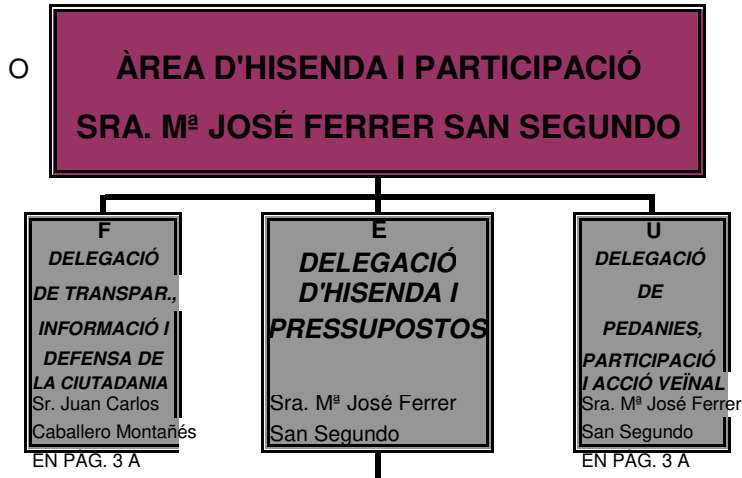 O
ÀREA D'HISENDA I PARTICIPACIÓ
SRA. Mª JOSÉ FERRER SAN SEGUNDO
F
DELEGACIÓ
DE TRANSPAR.,
INFORMACIÓ I
DEFENSA DE
LA CIUTADANIA
Sr. Juan Carlos
Caballero Montañés
EN PÀG. 3 A
E
DELEGACIÓ
D'HISENDA I
PRESSUPOSTOS
Sra. Mª José Ferrer
San Segundo
U
DELEGACIÓ
DE
PEDANIES,
PARTICIPACIÓ
I ACCIÓ VEÏNAL
Sra. Mª José Ferrer
San Segundo
EN PÀG. 3 A